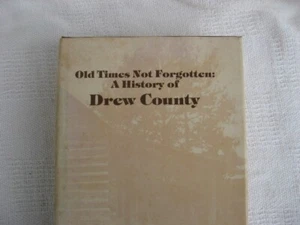 Old Times Not Forgotten:
A History of
Drew County